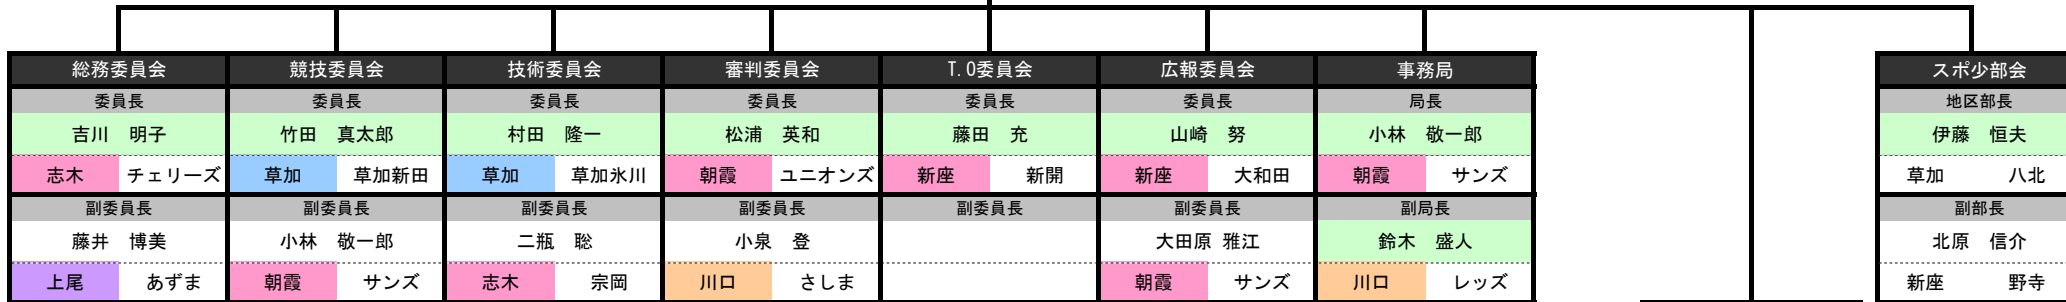 総務委員会 競技委員会 技術委員会 審判委員会 T.O委員会 広報委員会 事務局 スポ少部会
委員長 委員長 委員長 委員長 委員長 委員長 局長 地区部長
吉川 明子 竹田 真太郎 村田 隆一 松浦 英和 藤田 充 山崎 努 小林 敬一郎 伊藤 恒夫
志木 チェリーズ 草加 草加新田 草加 草加氷川 朝霞 ユニオンズ 新座 新開 新座 大和田 朝霞 サンズ 草加 八北
副委員長 副委員長 副委員長 副委員長 副委員長 副委員長 副局長 副部長
藤井 博美 小林 敬一郎 二瓶 聡 小泉 登 大田原 雅江 鈴木 盛人 北原 信介
上尾 あずま 朝霞 サンズ 志木 宗岡 川口 さしま 朝霞 サンズ 川口 レッズ 新座 野寺